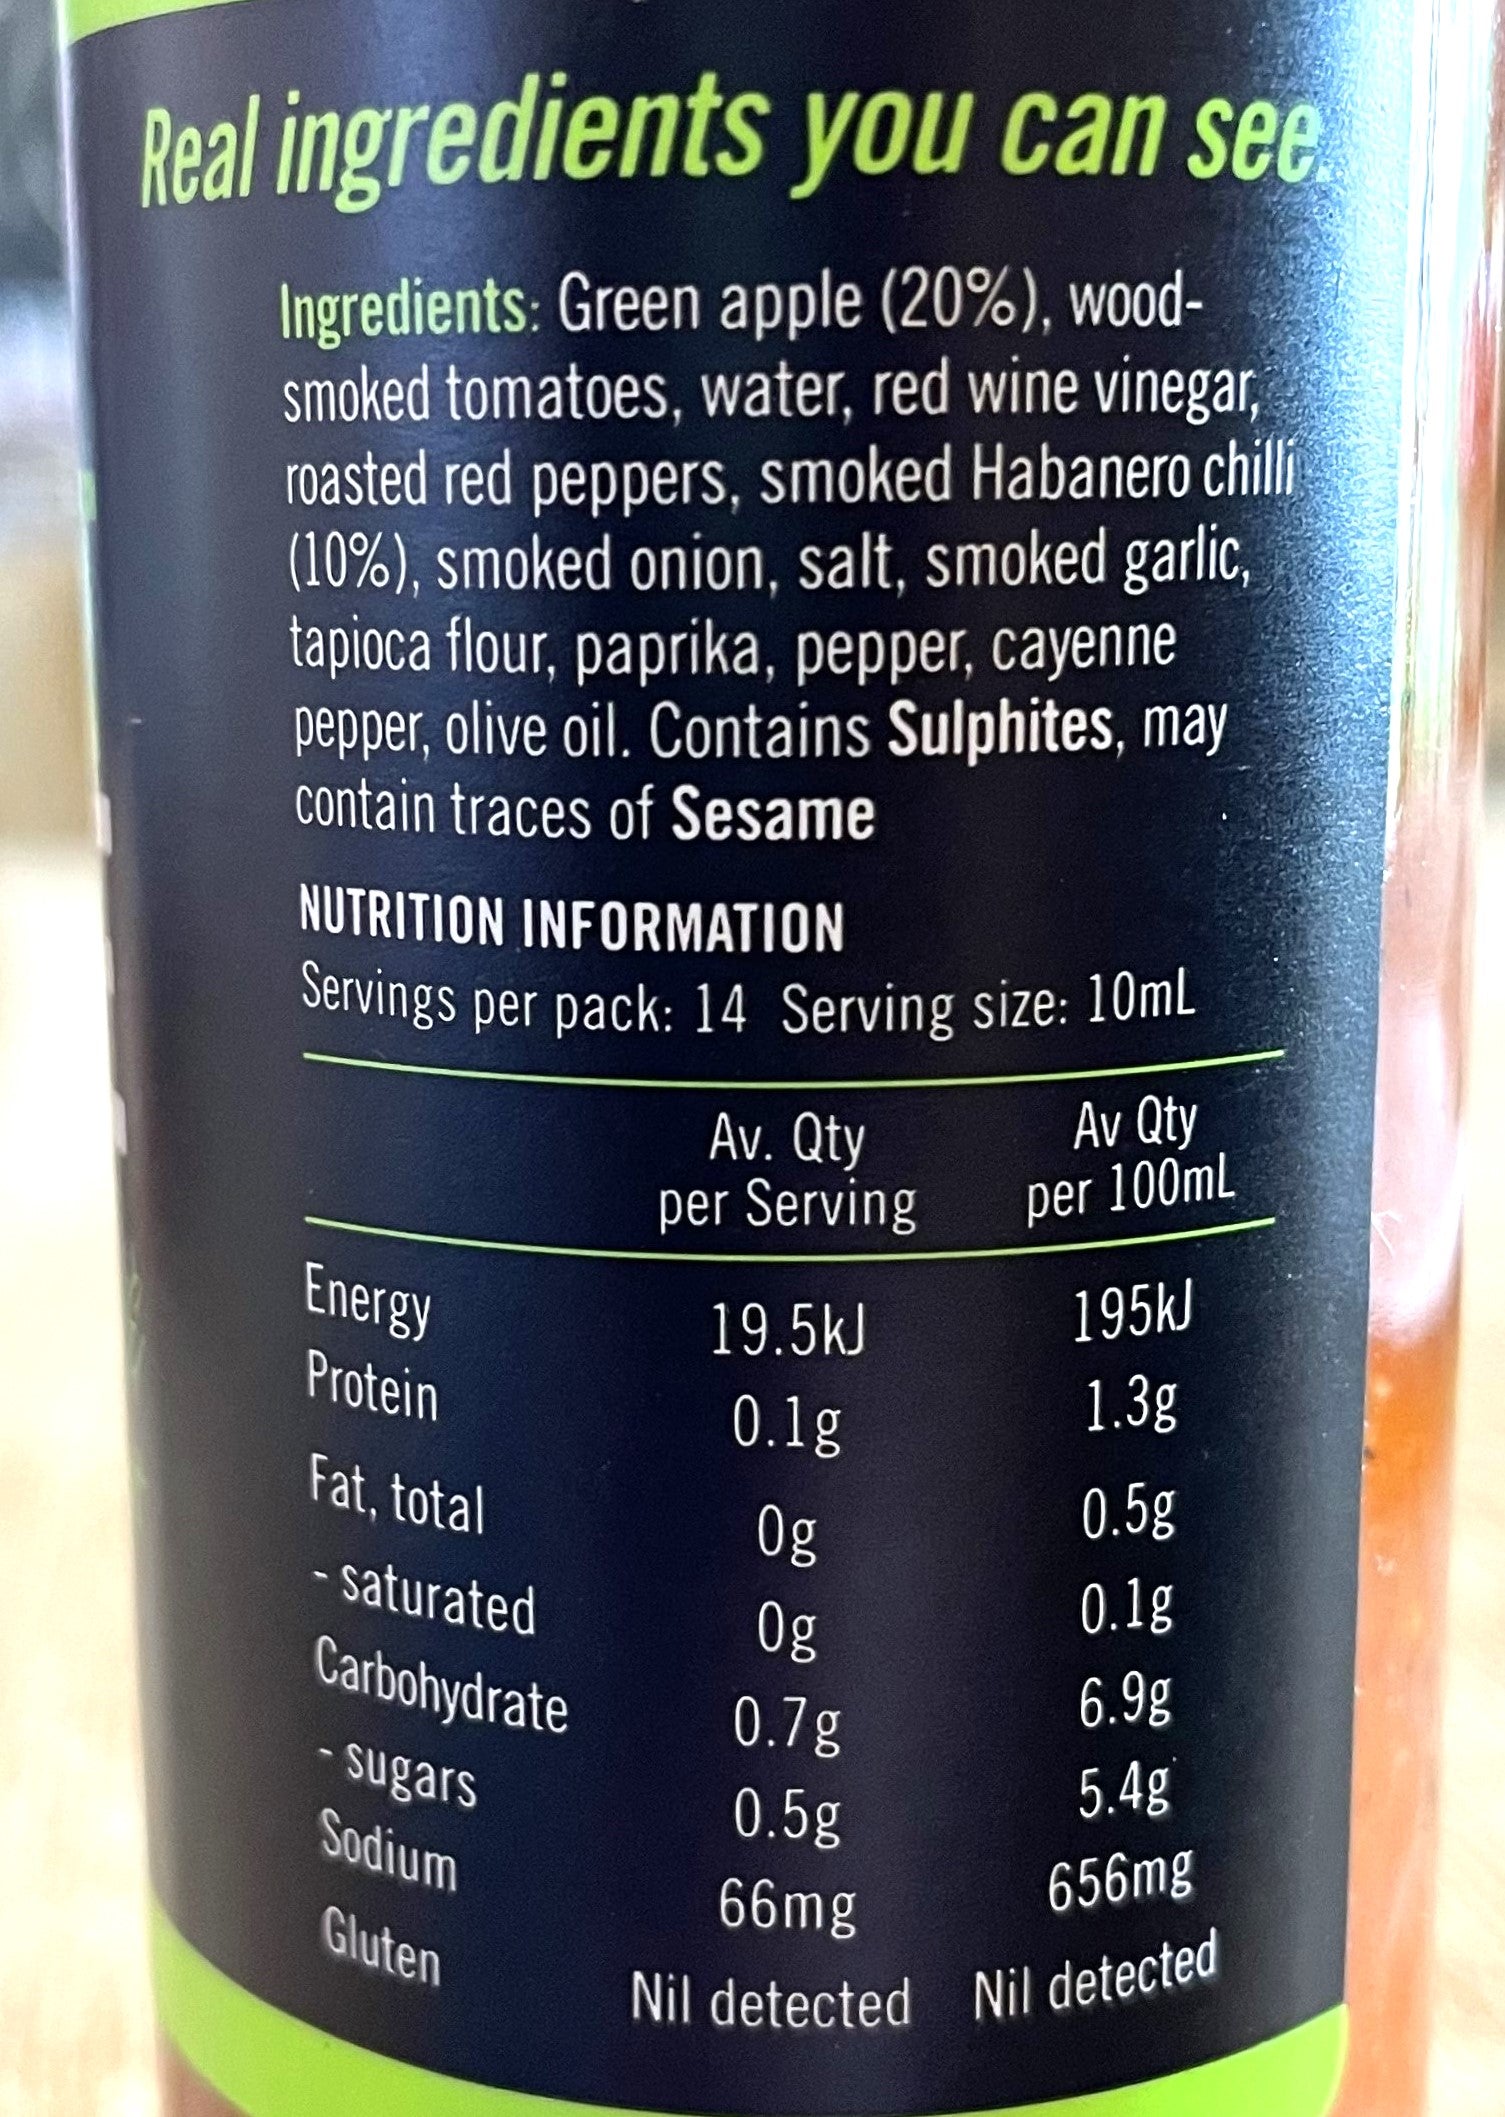 Real ingredients you can see.
Ingredients: Green apple (20%), wood-
smoked tomatoes, water, red wine vinegar,
roasted red peppers, smoked Habanero chilli
(10%), smoked onion, salt, smoked garlic,
tapioca flour, paprika, pepper, cayenne
pepper, olive oil. Contains Sulphites, may
contain traces of Sesame
NUTRITION INFORMATION
Servings per pack: 14 Serving size: 10mL
Av. Qty Av Qty
per Serving per 100mL
Energy 19.5kJ 195kJ
Protein 0.1g 1.3g
Fat, total 0g 0.5g
- saturated 0g 0.1g
Carbohydrate 0.7g 6.9g
- sugars 0.5g 5.4g
Sodium 66mg 656mg
Gluten Nil detected Nil detected